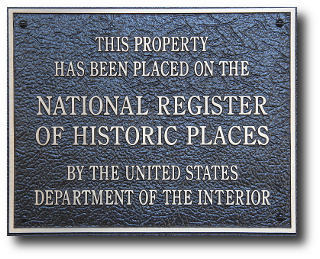 THIS PROPERTY
HAS BEEN PLACED ON THE
NATIONAL REGISTER
OF HISTORIC PLACES
BY THE UNITED STATES
DEPARTMENT OF THE INTERIOR